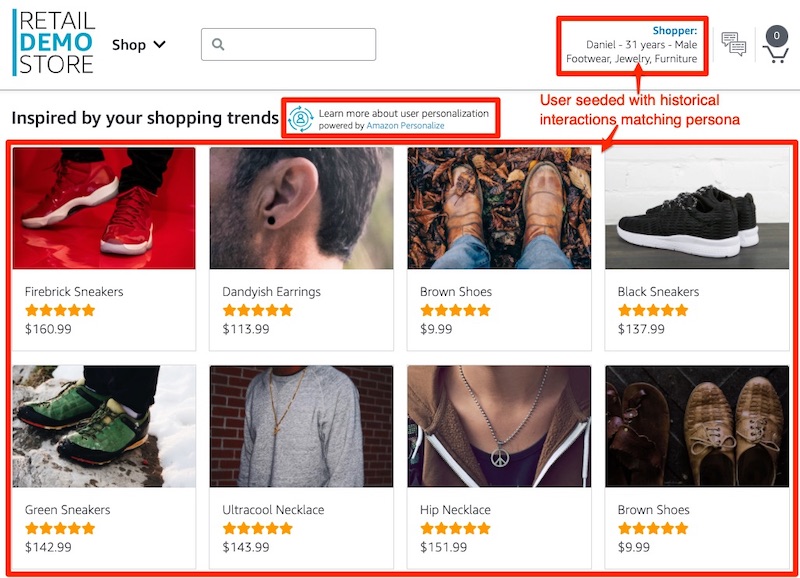 RETAIL
DEMO
STORE
Shop
Shopper:
Daniel - 31 years - Male
Footwear, Jewelry, Furniture
0
Inspired by your shopping trends
Learn more about user personalization
powered by Amazon Personalize
User seeded with historical
interactions matching persona
Firebrick Sneakers
$160.99
Dandyish Earrings
$113.99
Brown Shoes
$9.99
Black Sneakers
$137.99
Green Sneakers
$142.99
Ultracool Necklace
$143.99
Hip Necklace
$151.99
Brown Shoes
$9.99